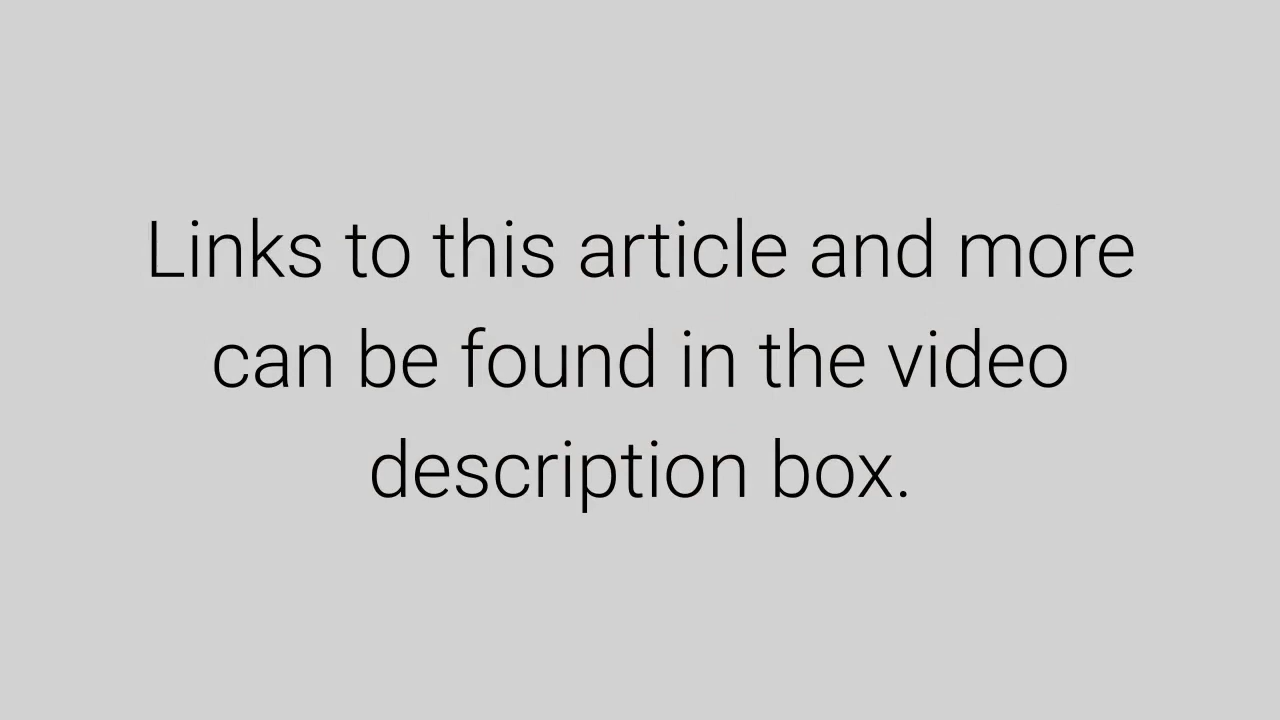 Links to this article and more
can be found in the video
description box.